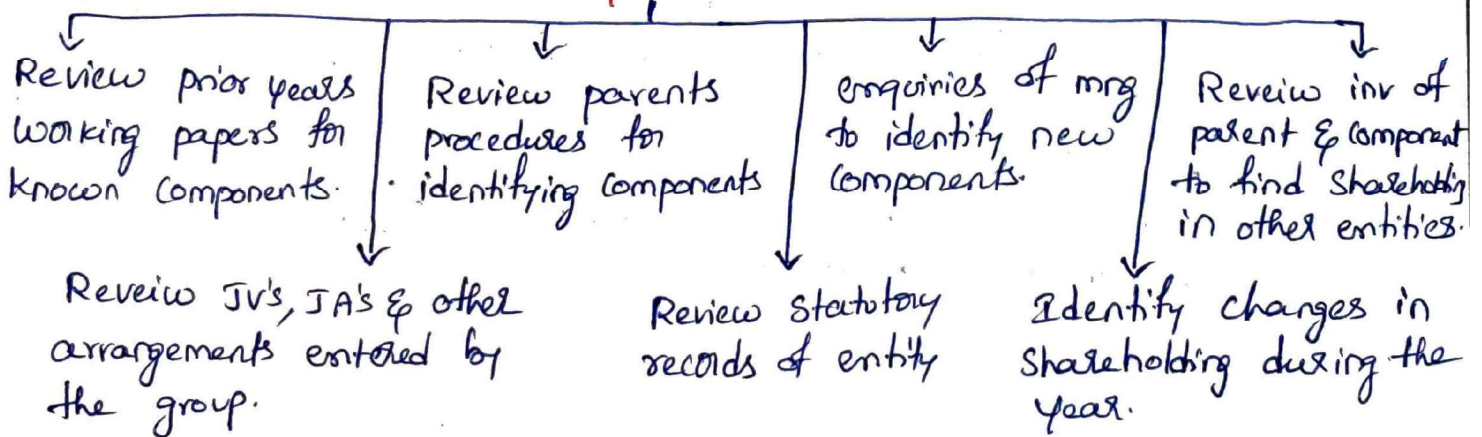 Review prior years
working papers for
known components.
Review parents
procedures for
identifying components
enquiries of mng
to identify new
components.
Reveiw inv of
parent & component
to find shareholding
in other entities.
Reveiw JV's, JA's & other
arrangements entered by
the group.
Review Statutory
records of entity
Identify changes in
Shareholding during the
year.